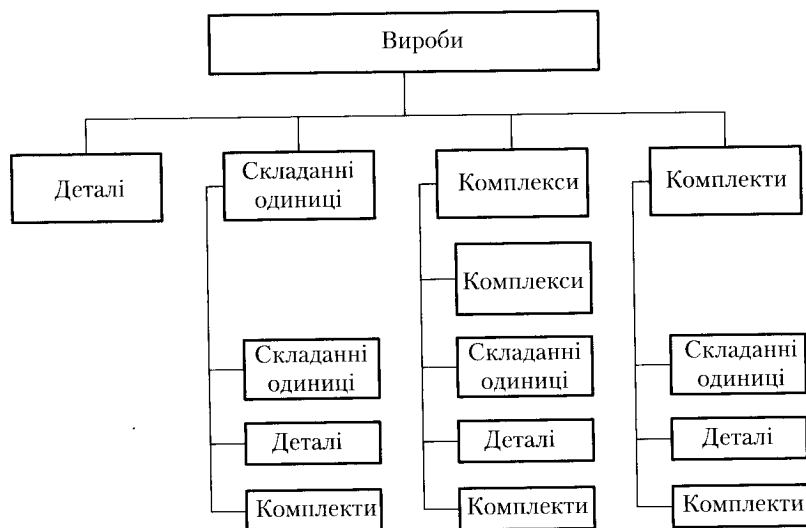 Вироби
Деталі
Складанні
одиниці
Комплекси
Комплекти
Комплекси
Складанні
одиниці
Складанні
одиниці
Складанні
одиниці
Деталі
Деталі
Деталі
Комплекти
Комплекти
Комплекти